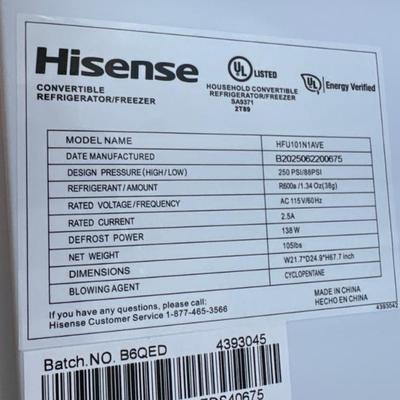 Hisense
CONVERTIBLE
REFRIGERATOR/FREEZER
UL
LISTED
HOUSEHOLD CONVERTIBLE
REFRIGERATOR/FREEZER
SA9371
2T89
UL Energy Verified
MODEL NAME HFU101N1AVE
DATE MANUFACTURED B2025062200675
DESIGN PRESSURE(HIGH/LOW) 250 PSI/88PSI
REFRIGERANT/AMOUNT R600a /1.34 Oz(38g)
RATED VOLTAGE/FREQUENCY AC 115V/60Hz
RATED CURRENT 2.5A
DEFROST POWER 138 W
NET WEIGHT 105lbs
DIMENSIONS W21.7"D24.9"H67.7 inch
BLOWING AGENT CYCLOPENTANE
If you have any questions, please call:
Hisense Customer Service 1-877-465-3566
MADE IN CHINA
HECHO EN CHINA
4393042
Batch.NO. B6QED 4393045